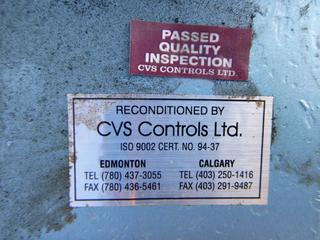 PASSED
QUALITY
INSPECTION
CVS CONTROLS LTD.
RECONDITIONED BY
CVS Controls Ltd.
ISO 9002 CERT. NO. 94-37
EDMONTON CALGARY
TEL (780) 437-3055 TEL (403) 250-1416
FAX (780) 436-5461 FAX (403) 291-9487